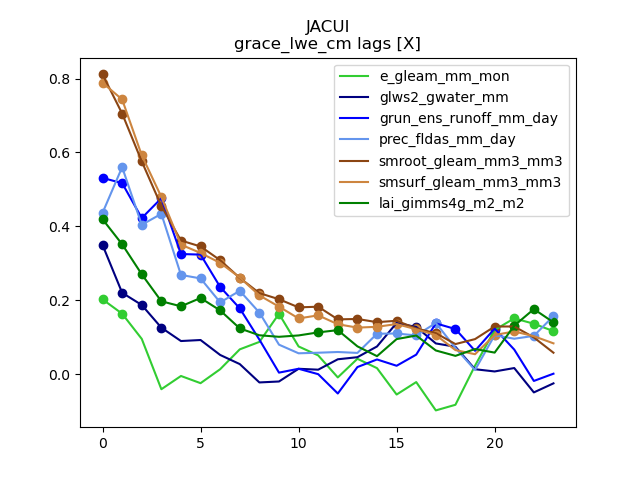 JACUI
grace_lwe_cm lags [X]
e_gleam_mm_mon
glws2_gwater_mm
grun_ens_runoff_mm_day
prec_fldas_mm_day
smroot_gleam_mm3_mm3
smsurf_gleam_mm3_mm3
lai_gimms4g_m2_m2
0.8
0.6
0.4
0.2
0.0
0 5 10 15 20